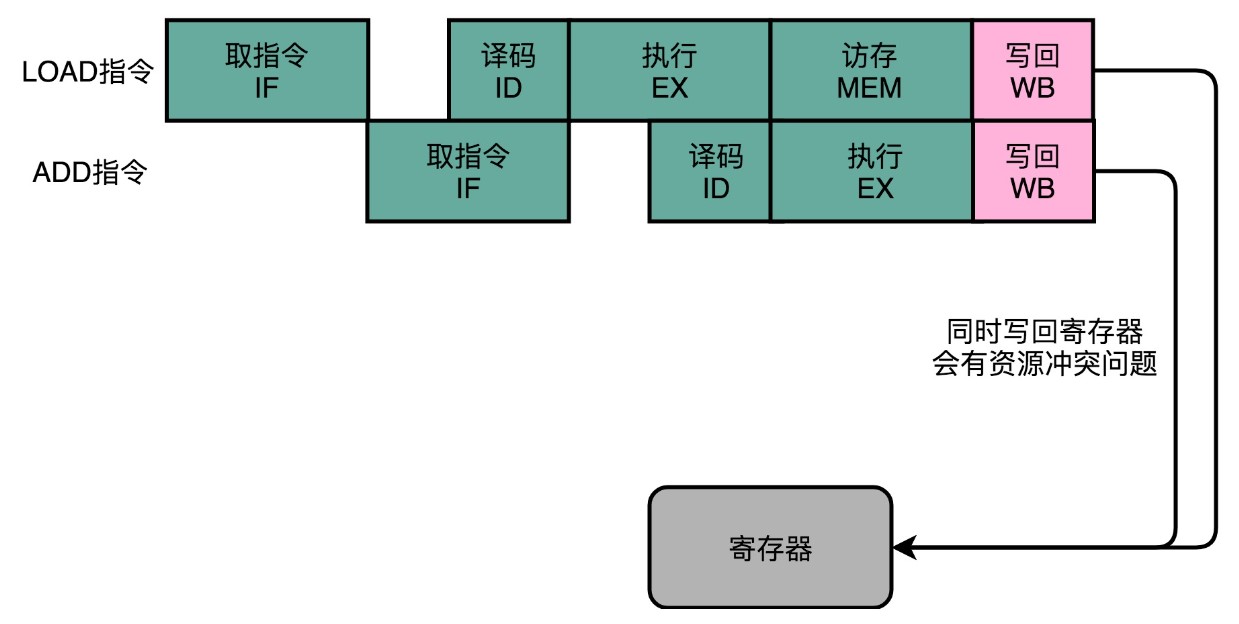 LOAD指令
取指令
IF
译码
ID
执行
EX
访存
MEM
写回
WB
ADD指令
取指令
IF
译码
ID
执行
EX
写回
WB
同时写回寄存器
会有资源冲突问题
寄存器